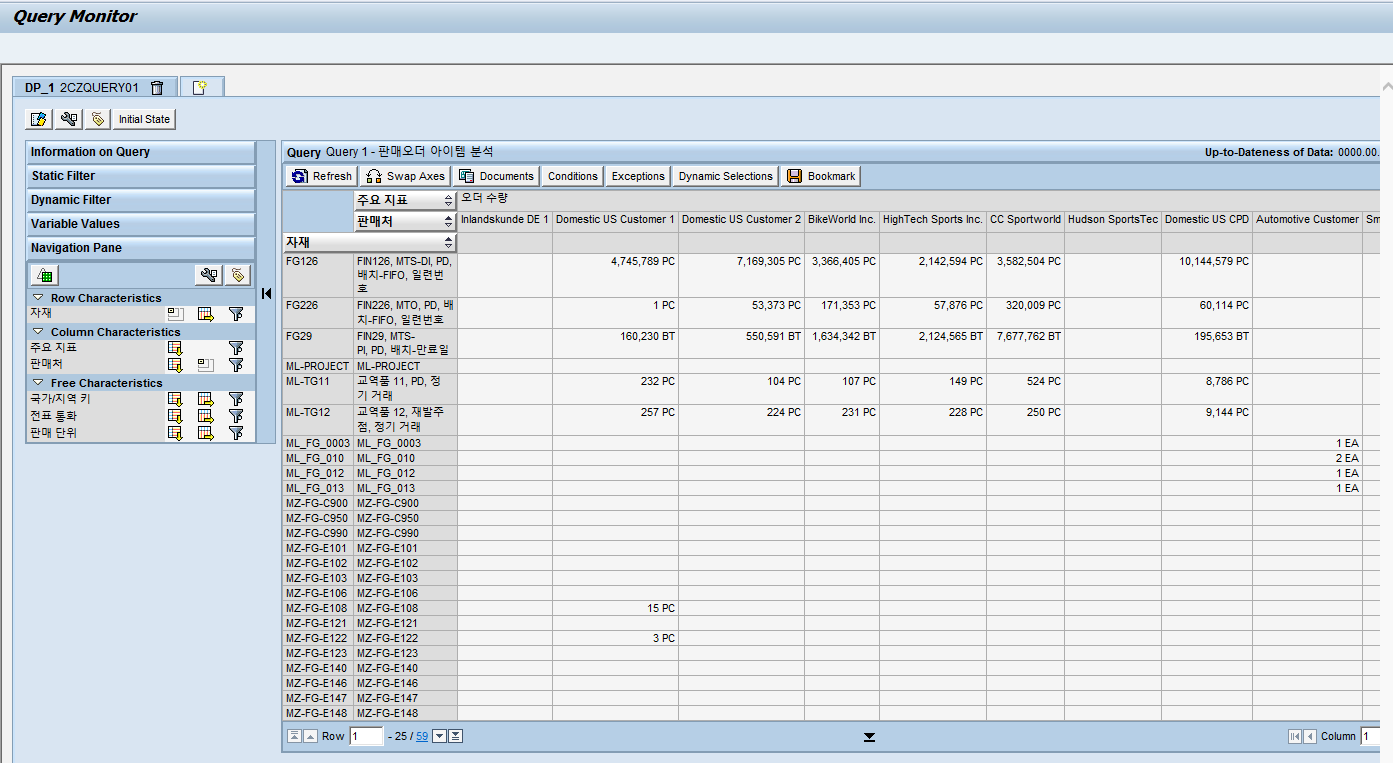 Query Monitor
DP_1 2CZQUERY01
Initial State
Information on Query
Static Filter
Dynamic Filter
Variable Values
Navigation Pane
Row Characteristics
자재
Column Characteristics
주요 지표
판매처
Free Characteristics
국가/지역 키
전표 통화
판매 단위
Query Query 1 - 판매오더 아이템 분석 Up-to-Dateness of Data: 0000.00.
Refresh Swap Axes Documents Conditions Exceptions Dynamic Selections Bookmark
주요 지표 오더 수량
판매처 Inlandskunde DE 1 Domestic US Customer 1 Domestic US Customer 2 BikeWorld Inc. HighTech Sports Inc. CC Sportworld Hudson SportsTec Domestic US CPD Automotive Customer Sm
자재
FG126 FIN126, MTS-DI, PD, 4,745,789 PC 7,169,305 PC 3,366,405 PC 2,142,594 PC 3,582,504 PC 10,144,579 PC
배치-FIFO, 일련번
호
FG226 FIN226, MTO, PD, 배 1 PC 53,373 PC 171,353 PC 57,876 PC 320,009 PC 60,114 PC
치-FIFO, 일련번호
FG29 FIN29, MTS- 160,230 BT 550,591 BT 1,634,342 BT 2,124,565 BT 7,677,762 BT 195,653 BT
PI, PD, 배치-만료일
ML-PROJECT ML-PROJECT
ML-TG11 교역품 11, PD, 정 232 PC 104 PC 107 PC 149 PC 524 PC 8,786 PC
기 거래
ML-TG12 교역품 12, 재발주 257 PC 224 PC 231 PC 228 PC 250 PC 9,144 PC
점, 정기 거래
ML_FG_0003 ML_FG_0003 1 EA
ML_FG_010 ML_FG_010 2 EA
ML_FG_012 ML_FG_012 1 EA
ML_FG_013 ML_FG_013 1 EA
MZ-FG-C900 MZ-FG-C900
MZ-FG-C950 MZ-FG-C950
MZ-FG-C990 MZ-FG-C990
MZ-FG-E101 MZ-FG-E101
MZ-FG-E102 MZ-FG-E102
MZ-FG-E103 MZ-FG-E103
MZ-FG-E106 MZ-FG-E106
MZ-FG-E108 MZ-FG-E108 15 PC
MZ-FG-E121 MZ-FG-E121
MZ-FG-E122 MZ-FG-E122 3 PC
MZ-FG-E123 MZ-FG-E123
MZ-FG-E140 MZ-FG-E140
MZ-FG-E146 MZ-FG-E146
MZ-FG-E147 MZ-FG-E147
MZ-FG-E148 MZ-FG-E148
Row 1 - 25 / 59 Column 1